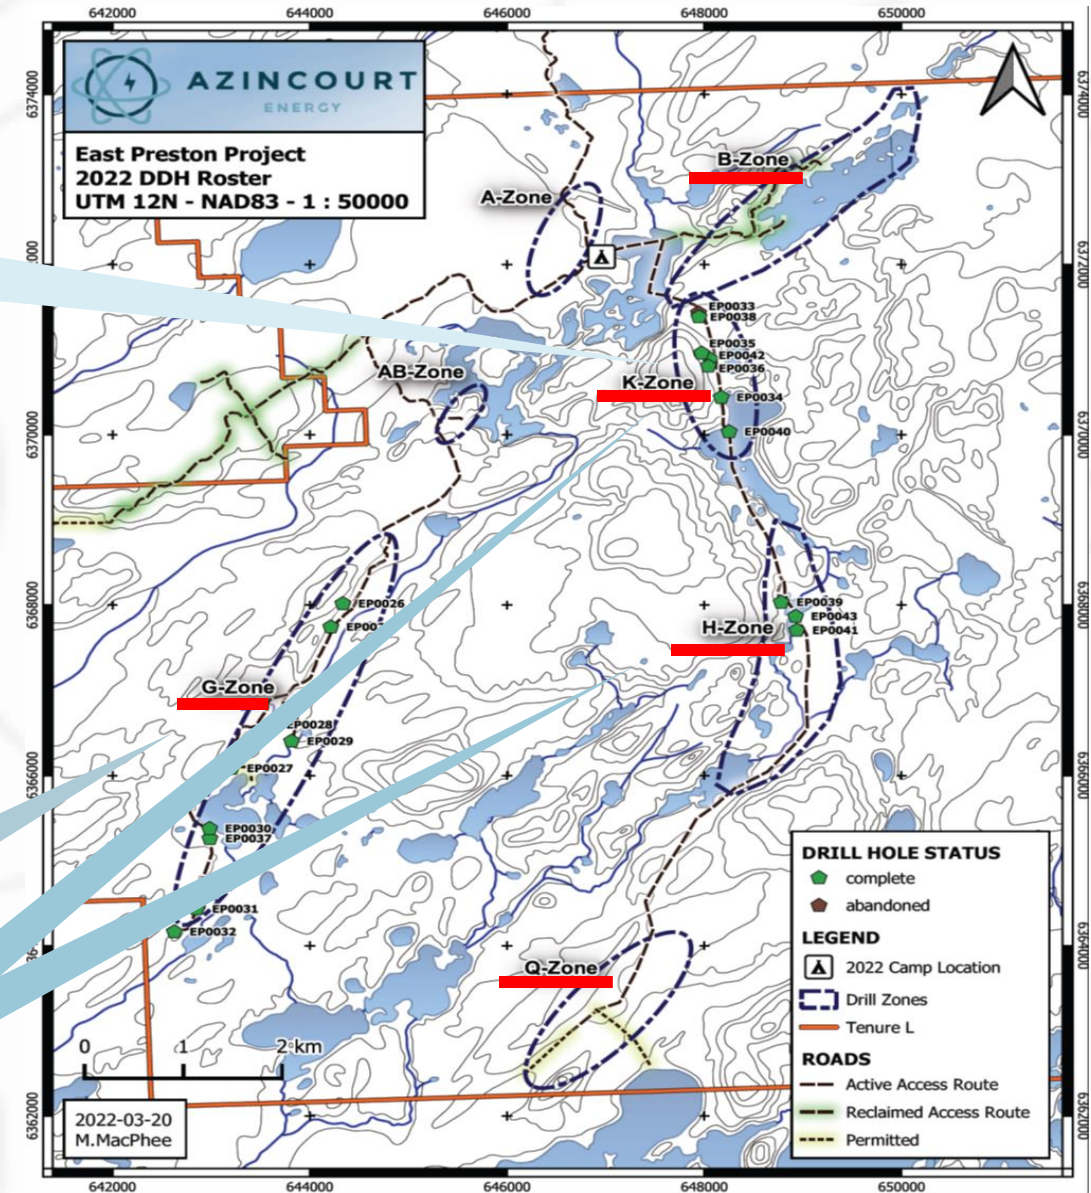 642000 644000 646000 648000 650000
AZINCOURT
ENERGY
East Preston Project
2022 DDH Roster
UTM 12N - NAD83 - 1 : 50000
6374000
6374000
B-Zone
A-Zone
6372000
EP0033
EP0038
EP0035
EP0042
EP0036
AB-Zone
K-Zone
EP0034
6370000
EP0040
EP0026
EP00
6368000
EP0039
EP0043
EP0041
H-Zone
G-Zone
EP0028
EP0029
EP0027
6366000
EP0030
EP0037
EP0031
EP0032
Q-Zone
6364000
DRILL HOLE STATUS
complete
abandoned
LEGEND
2022 Camp Location
Drill Zones
Tenure L
ROADS
Active Access Route
Reclaimed Access Route
Permitted
0 1 2 km
2022-03-20
M.MacPhee
6362000
6362000
642000 644000 646000 648000 650000